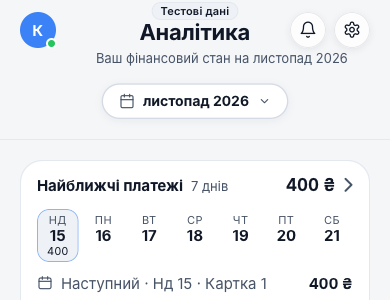 Тестові дані
К
Аналітика
Ваш фінансовий стан на листопад 2026
листопад 2026
Найближчі платежі 7 днів 400 ₴
НД ПН ВТ СР ЧТ ПТ СБ
15 16 17 18 19 20 21
400
Наступний · Нд 15 · Картка 1 400 ₴